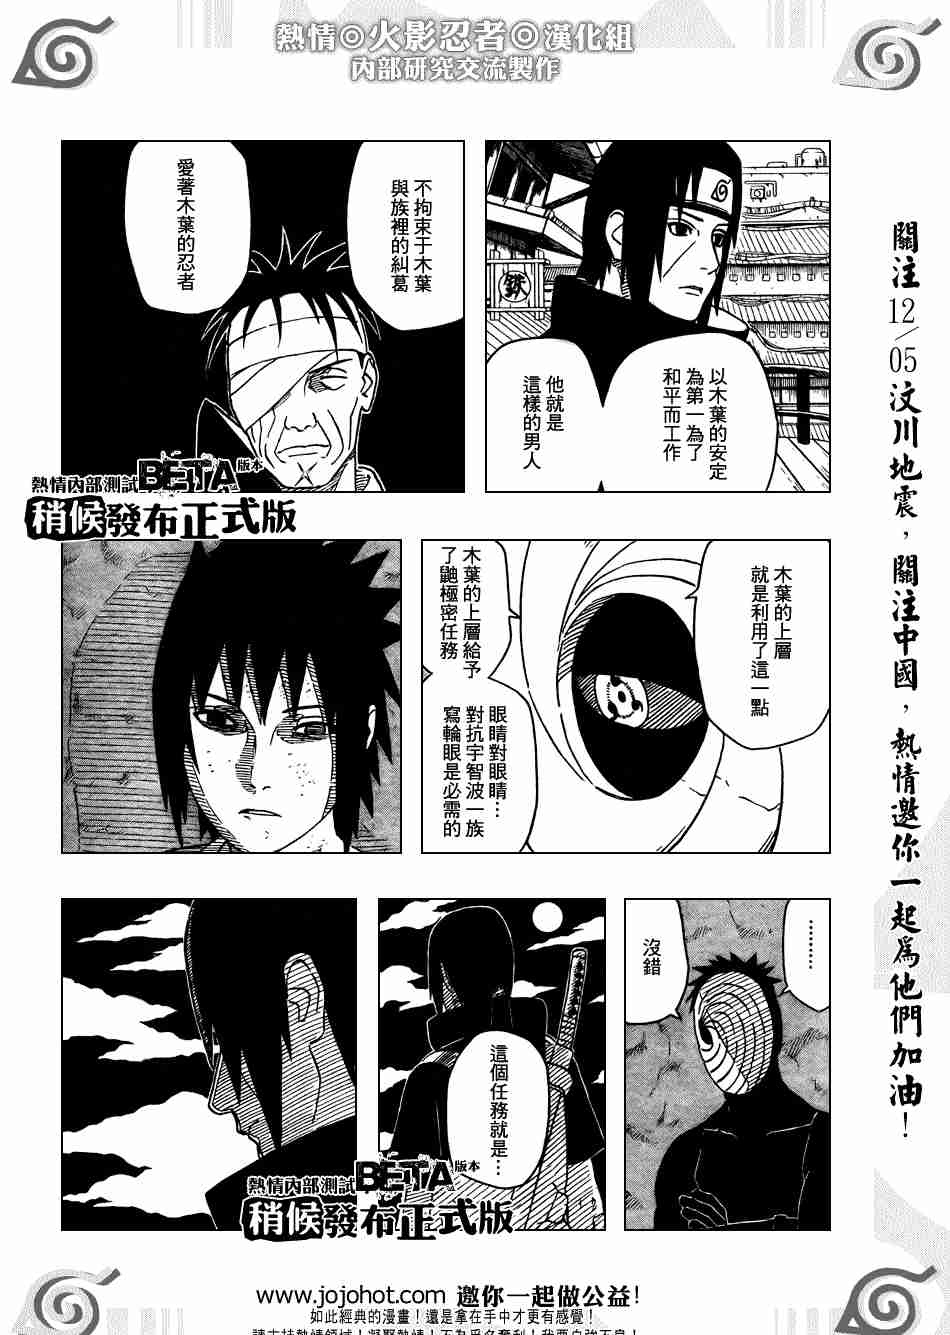 熱情◎火影忍者◎漢化組
內部研究交流製作
以木葉的安定
為第一為了
和平而工作
他就是
這樣的男人
鉄
不拘束于木葉
與族裡的糾葛
愛著木葉的忍者
熱情內部測試BETA版本
稍候發布正式版
木葉的上層
就是利用了這一點
木葉的上層給予
了鼬極密任務
眼睛對眼睛…
對抗宇智波一族
寫輪眼是必需的
………
沒錯
這個任務就是…
熱情內部測試BETA版本
稍候發布正式版
關注12/05汶川地震，關注中國，熱情邀你一起為他們加油！
www.jojohot.com 邀你一起做公益！
如此經典的漫畫！還是拿在手中才更有感覺！